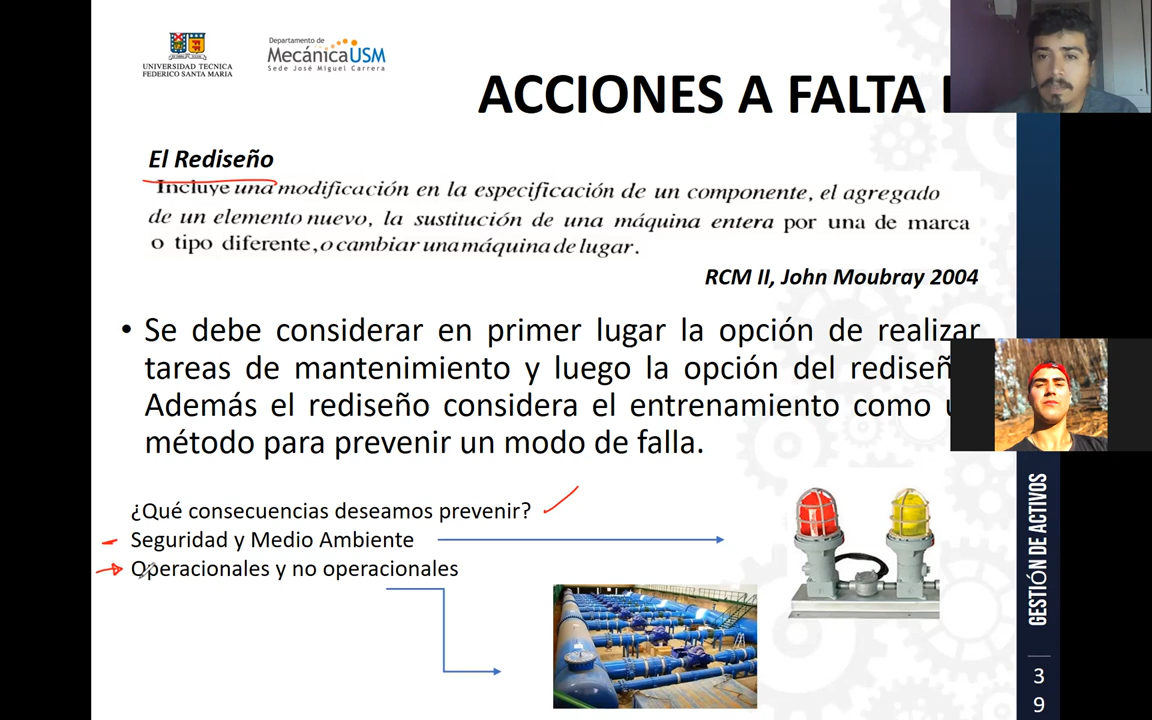 UNIVERSIDAD TECNICA
FEDERICO SANTA MARIA
Departamento de
MecánicaUSM
Sede José Miguel Carrera
ACCIONES A FALTA
El Rediseño
Incluye una modificación en la especificación de un componente, el agregado
de un elemento nuevo, la sustitución de una máquina entera por una de marca
o tipo diferente, o cambiar una máquina de lugar.
RCM II, John Moubray 2004
• Se debe considerar en primer lugar la opción de realizar
tareas de mantenimiento y luego la opción del rediseñ
Además el rediseño considera el entrenamiento como
método para prevenir un modo de falla.
¿Qué consecuencias deseamos prevenir?
Seguridad y Medio Ambiente
Operacionales y no operacionales
GESTIÓN DE ACTIVOS
3
9